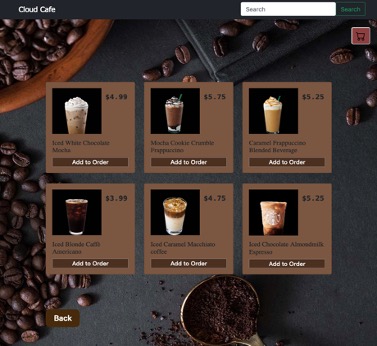 Cloud Cafe
Search
Search
$4.99
Iced White Chocolate
Mocha
Add to Order
$5.75
Mocha Cookie Crumble
Frappuccino
Add to Order
$5.25
Caramel Frappuccino
Blended Beverage
Add to Order
$3.99
Iced Blonde Caffè
Americano
Add to Order
$4.75
Iced Caramel Macchiato
coffee
Add to Order
$5.25
Iced Chocolate Almondmilk
Espresso
Add to Order
Back